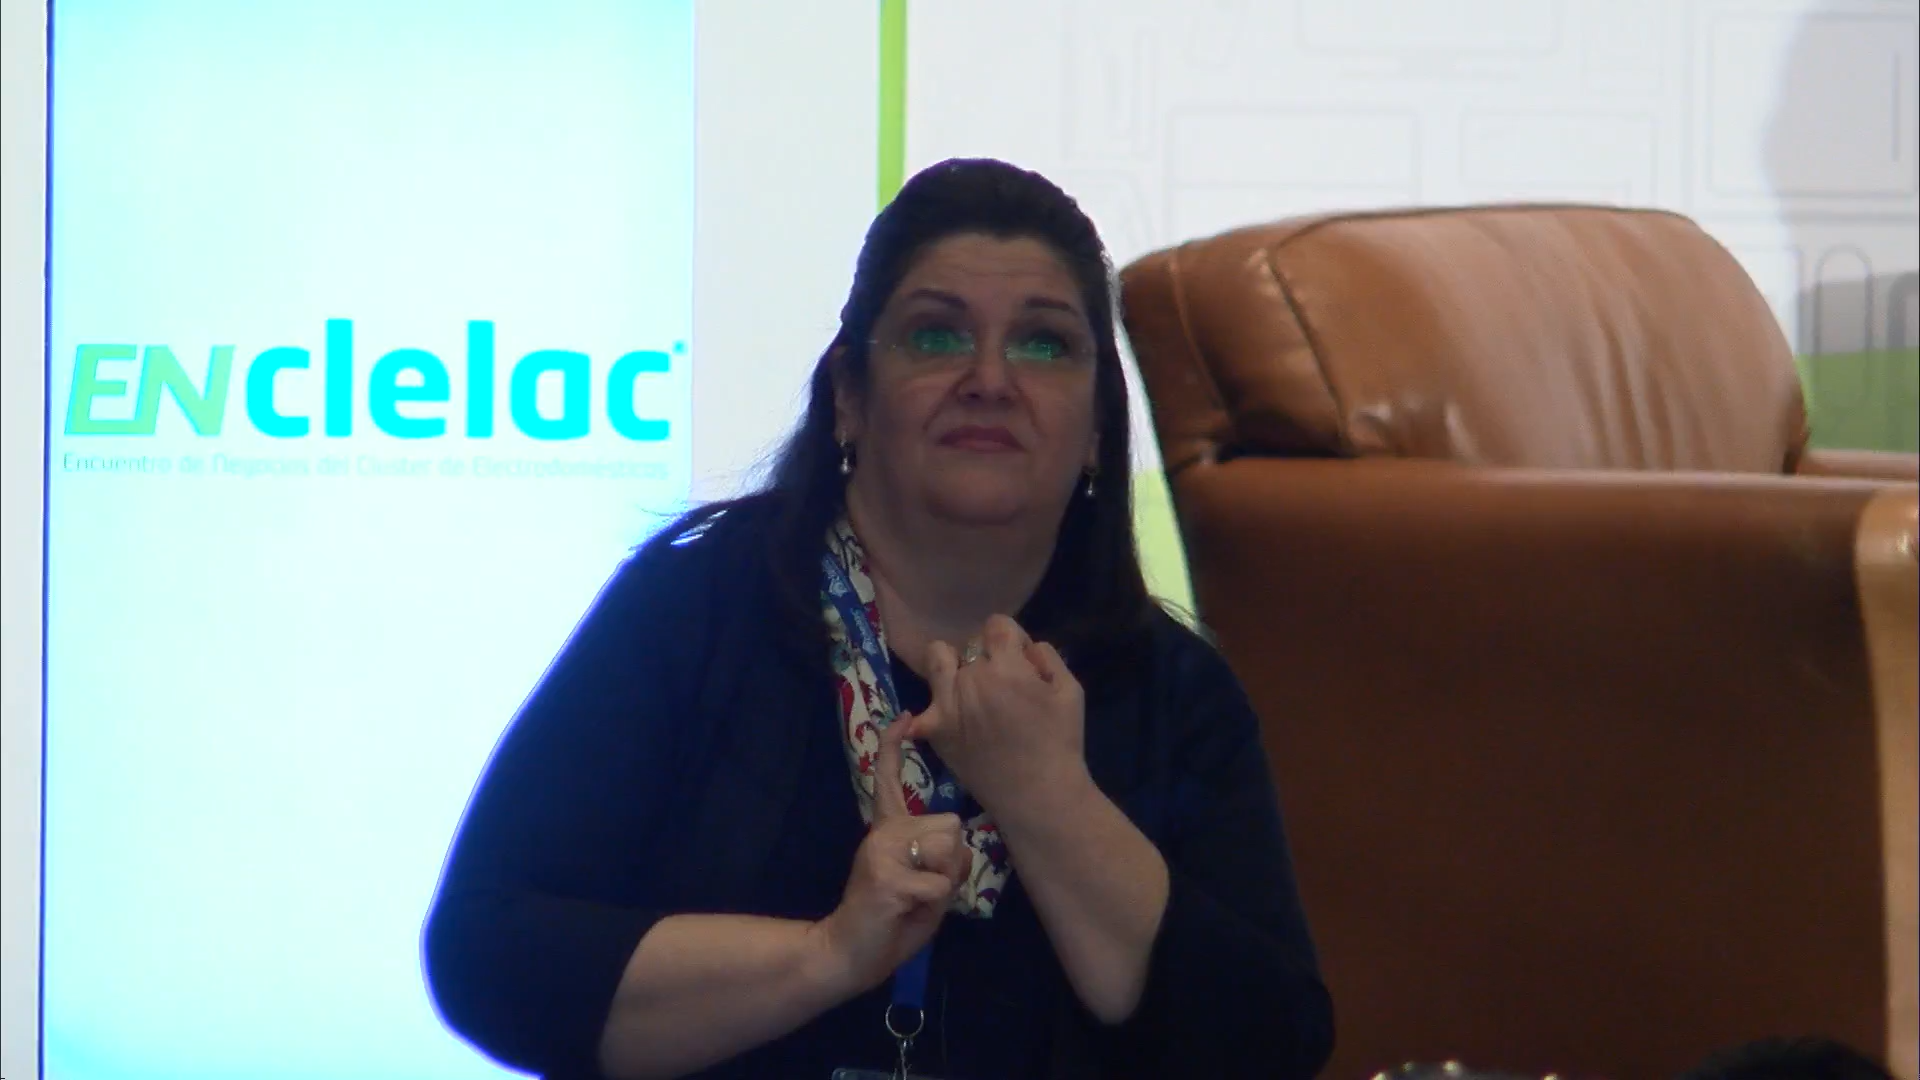 ENclelac
Encuentro de Negocios del Cluster de Electrodomésticos